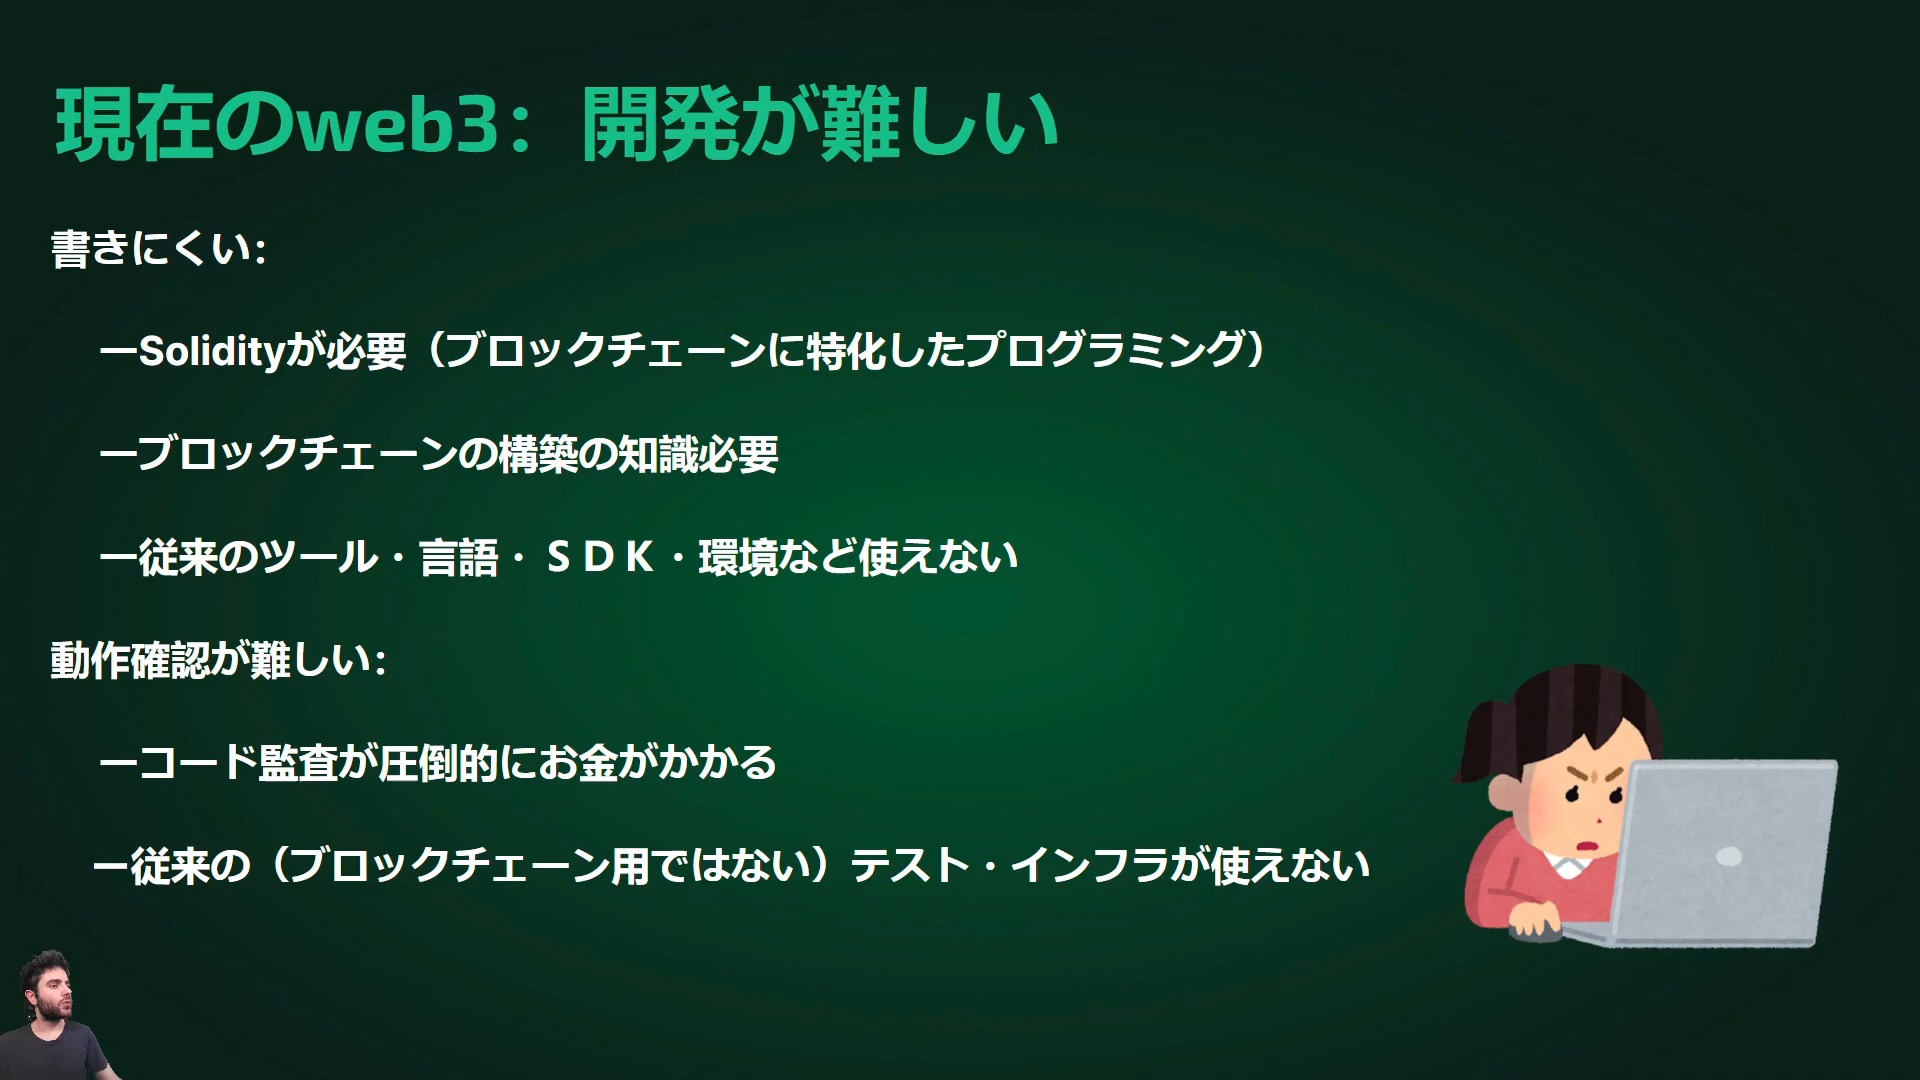 現在のweb3：開発が難しい
書きにくい：
ーSolidityが必要（ブロックチェーンに特化したプログラミング）
ーブロックチェーンの構築の知識必要
ー従来のツール・言語・ＳＤＫ・環境など使えない
動作確認が難しい：
ーコード監査が圧倒的にお金がかかる
ー従来の（ブロックチェーン用ではない）テスト・インフラが使えない